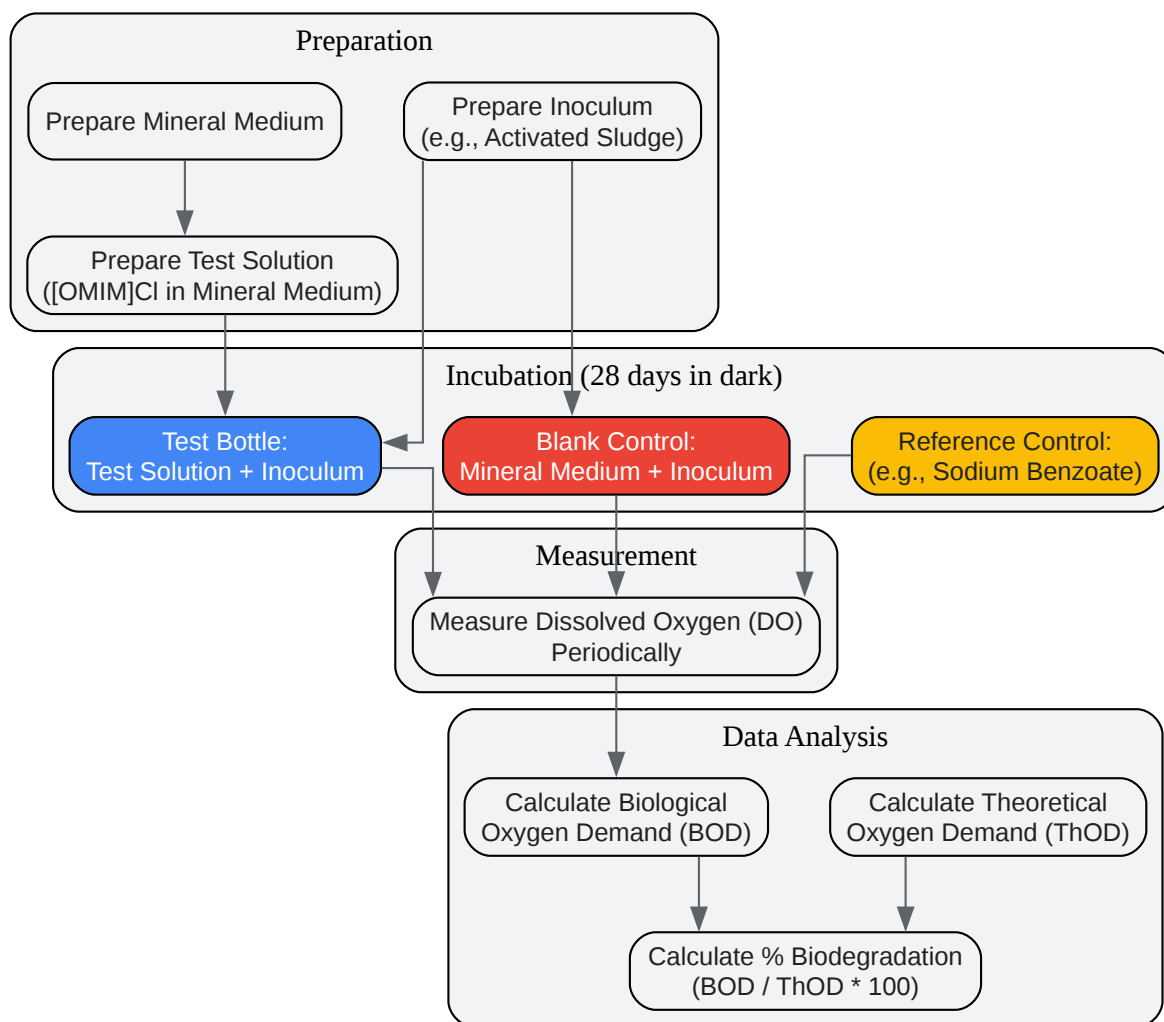 Preparation
Prepare Mineral Medium
Prepare Inoculum
(e.g., Activated Sludge)
Prepare Test Solution
([OMIM]Cl in Mineral Medium)
Incubation (28 days in dark)
Test Bottle:
Test Solution + Inoculum
Blank Control:
Mineral Medium + Inoculum
Reference Control:
(e.g., Sodium Benzoate)
Measurement
Measure Dissolved Oxygen (DO)
Periodically
Data Analysis
Calculate Biological
Oxygen Demand (BOD)
Calculate Theoretical
Oxygen Demand (ThOD)
Calculate % Biodegradation
(BOD / ThOD * 100)